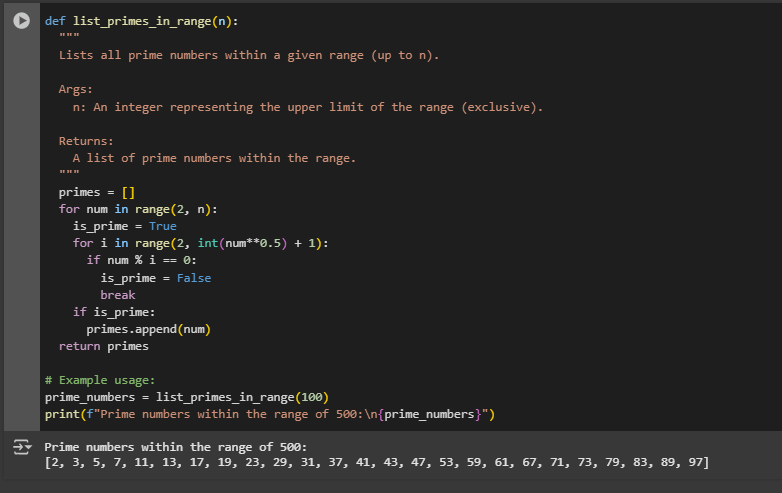 def list_primes_in_range(n):
  """
  Lists all prime numbers within a given range (up to n).

  Args:
    n: An integer representing the upper limit of the range (exclusive).

  Returns:
    A list of prime numbers within the range.
  """
  primes = []
  for num in range(2, n):
    is_prime = True
    for i in range(2, int(num**0.5) + 1):
      if num % i == 0:
        is_prime = False
        break
    if is_prime:
      primes.append(num)
  return primes

# Example usage:
prime_numbers = list_primes_in_range(100)
print(f"Prime numbers within the range of 500:\n{prime_numbers}")
Prime numbers within the range of 500:
[2, 3, 5, 7, 11, 13, 17, 19, 23, 29, 31, 37, 41, 43, 47, 53, 59, 61, 67, 71, 73, 79, 83, 89, 97]